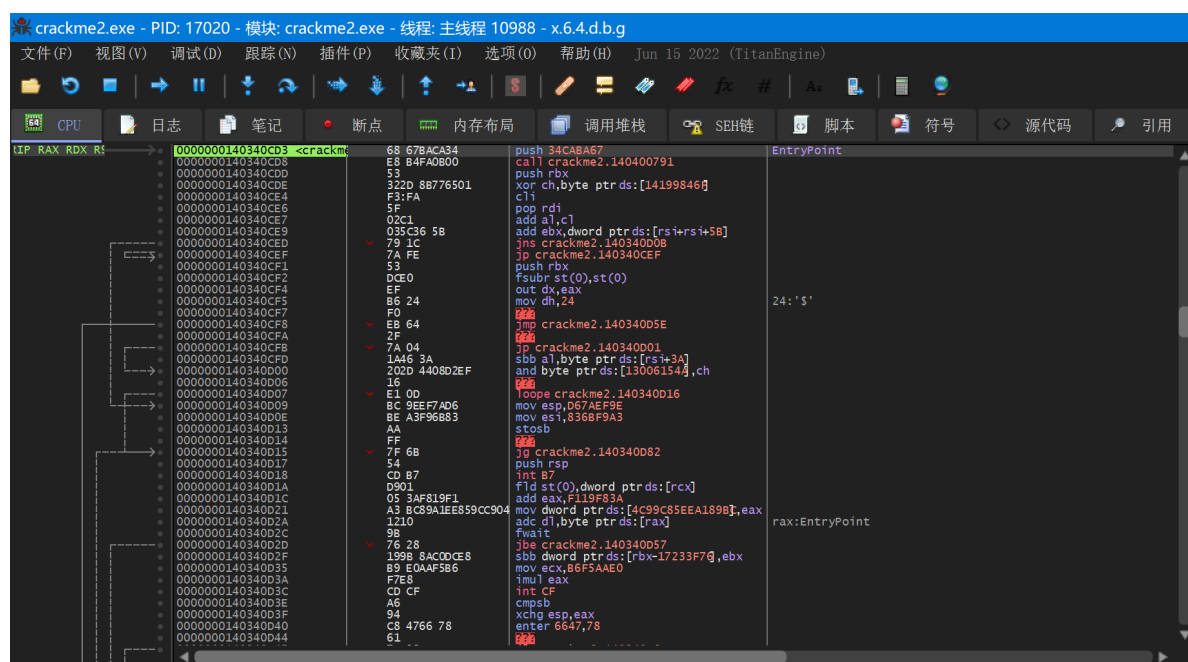 crackme2.exe - PID: 17020 - 模块: crackme2.exe - 线程: 主线程 10988 - x.6.4.d.b.g
文件(F) 视图(V) 调试(D) 跟踪(N) 插件(P) 收藏夹(I) 选项(O) 帮助(H) Jun 15 2022 (TitanEngine)
CPU 日志 笔记 断点 内存布局 调用堆栈 SEH链 脚本 符号 源代码 引用
RIP RAX RDX 0000000140340CD3 <crackme 68 67BACA34 push 34CABA67 EntryPoint
0000000140340CD8 E8 B4FA0B00 call crackme2.140400791
0000000140340CDD 53 push rbx
0000000140340CDE 322D 8B776501 xor ch,byte ptr ds:[14199846F]
0000000140340CE4 F3:FA cli
0000000140340CE6 5F pop rdi
0000000140340CE7 02C1 add al,cl
0000000140340CE9 035C36 5B add ebx,dword ptr ds:[rsi+rsi+5B]
0000000140340CED 79 1C jns crackme2.140340D0B
0000000140340CEF 7A FE jp crackme2.140340CEF
0000000140340CF1 53 push rbx
0000000140340CF2 DCE0 fsubr st(0),st(0)
0000000140340CF4 EF out dx,eax
0000000140340CF5 B6 24 mov dh,24 24:'$'
0000000140340CF7 F0 ???
0000000140340CF8 EB 64 jmp crackme2.140340D5E
0000000140340CFA 2F ???
0000000140340CFB 7A 04 jp crackme2.140340D01
0000000140340CFD 1A46 3A sbb al,byte ptr ds:[rsi+3A]
0000000140340D00 202D 4408D2EF and byte ptr ds:[13006154A],ch
0000000140340D06 16 ???
0000000140340D07 E1 0D loope crackme2.140340D16
0000000140340D09 BC 9EEF7AD6 mov esp,D67AEF9E
0000000140340D0E BE A3F96B83 mov esi,836BF9A3
0000000140340D13 AA stosb
0000000140340D14 FF ???
0000000140340D15 7F 6B jg crackme2.140340D82
0000000140340D17 54 push rsp
0000000140340D18 CD B7 int B7
0000000140340D1A D901 fld st(0),dword ptr ds:[rcx]
0000000140340D1C 05 3AF819F1 add eax,F119F83A
0000000140340D21 A3 BC89A1EE859CC904 mov dword ptr ds:[4C99C85EEA189BC],eax
0000000140340D2A 1210 adc dl,byte ptr ds:[rax] rax:EntryPoint
0000000140340D2C 9B fwait
0000000140340D2D 76 28 jbe crackme2.140340D57
0000000140340D2F 199B 8AC0DCE8 sbb dword ptr ds:[rbx-17233F76],ebx
0000000140340D35 B9 E0AAF5B6 mov ecx,B6F5AAE0
0000000140340D3A F7E8 imul eax
0000000140340D3C CD CF int CF
0000000140340D3E A6 cmpsb
0000000140340D3F 94 xchg esp,eax
0000000140340D40 C8 4766 78 enter 6647,78
0000000140340D44 61 ???